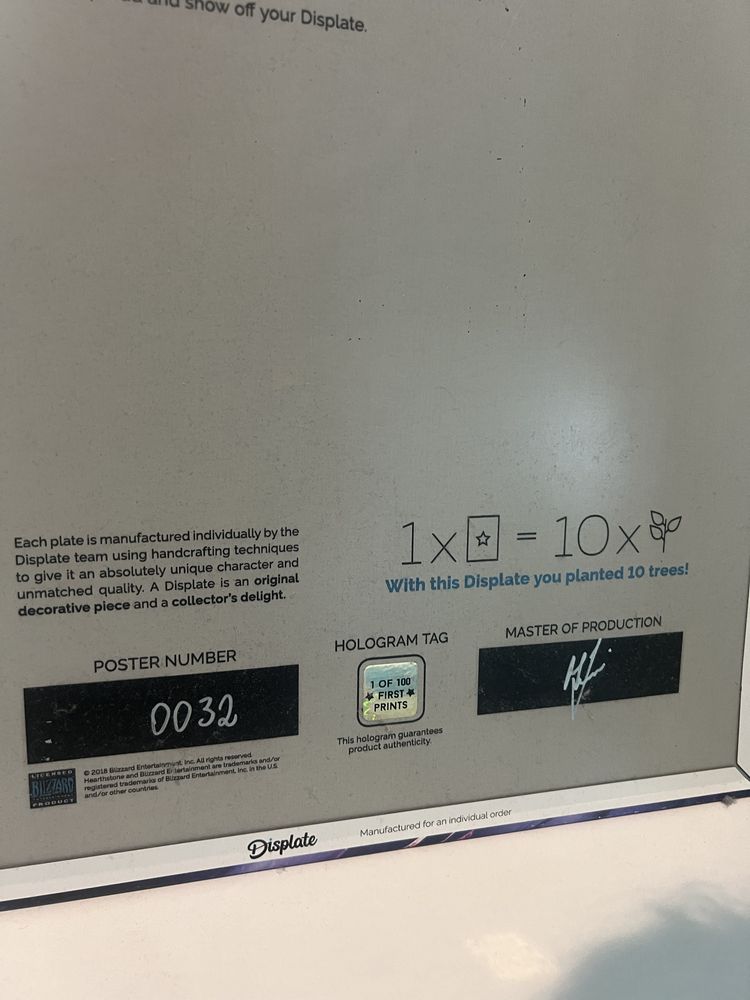 and show off your Displate.
Each plate is manufactured individually by the
Displate team using handcrafting techniques
to give it an absolutely unique character and
unmatched quality. A Displate is an original
decorative piece and a collector's delight.
1x = 10x
With this Displate you planted 10 trees!
POSTER NUMBER
0032
HOLOGRAM TAG
1 OF 100
FIRST
PRINTS
This hologram guarantees
product authenticity.
MASTER OF PRODUCTION
LICENSED
BLIZZARD
PRODUCT
© 2018 Blizzard Entertainment, Inc. All rights reserved.
Hearthstone and Blizzard Entertainment are trademarks and/or
registered trademarks of Blizzard Entertainment, Inc. in the U.S.
and/or other countries.
Displate
Manufactured for an individual order